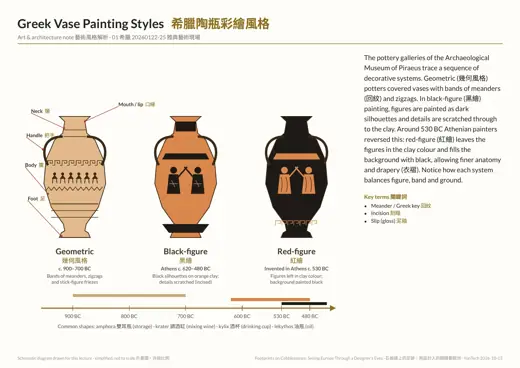 Greek Vase Painting Styles 希臘陶瓶彩繪風格
Art & architecture note 藝術風格解析 · 01 希臘 20260122-25 雅典藝術現場
The pottery galleries of the Archaeological
Museum of Piraeus trace a sequence of
decorative systems. Geometric (幾何風格)
potters covered vases with bands of meanders
(回紋) and zigzags. In black-figure (黑繪)
painting, figures are painted as dark
silhouettes and details are scratched through
to the clay. Around 530 BC Athenian painters
reversed this: red-figure (紅繪) leaves the
figures in the clay colour and fills the
background with black, allowing finer anatomy
and drapery (衣褶). Notice how each system
balances figure, band and ground.
Key terms 關鍵詞
Meander / Greek key 回紋
Incision 刻線
Slip (gloss) 泥釉
Mouth / lip 口緣
Neck 頸
Handle
Body 腹
Foot 足
Geometric
幾何風格
c. 900–700 BC
Bands of meanders, zigzags
and stick-figure friezes
Black-figure
黑繪
Athens c. 620–480 BC
Black silhouettes on orange clay;
details scratched (incised)
Red-figure
紅繪
Invented in Athens c. 530 BC
Figures left in clay colour;
background painted black
900 BC
700 BC
600 BC
530 BC
480 BC
Common shapes: amphora 雙耳瓶 (storage) · krater 調酒缸 (mixing wine) · kylix 酒杯 (drinking cup) · lekythos 油瓶 (oil)